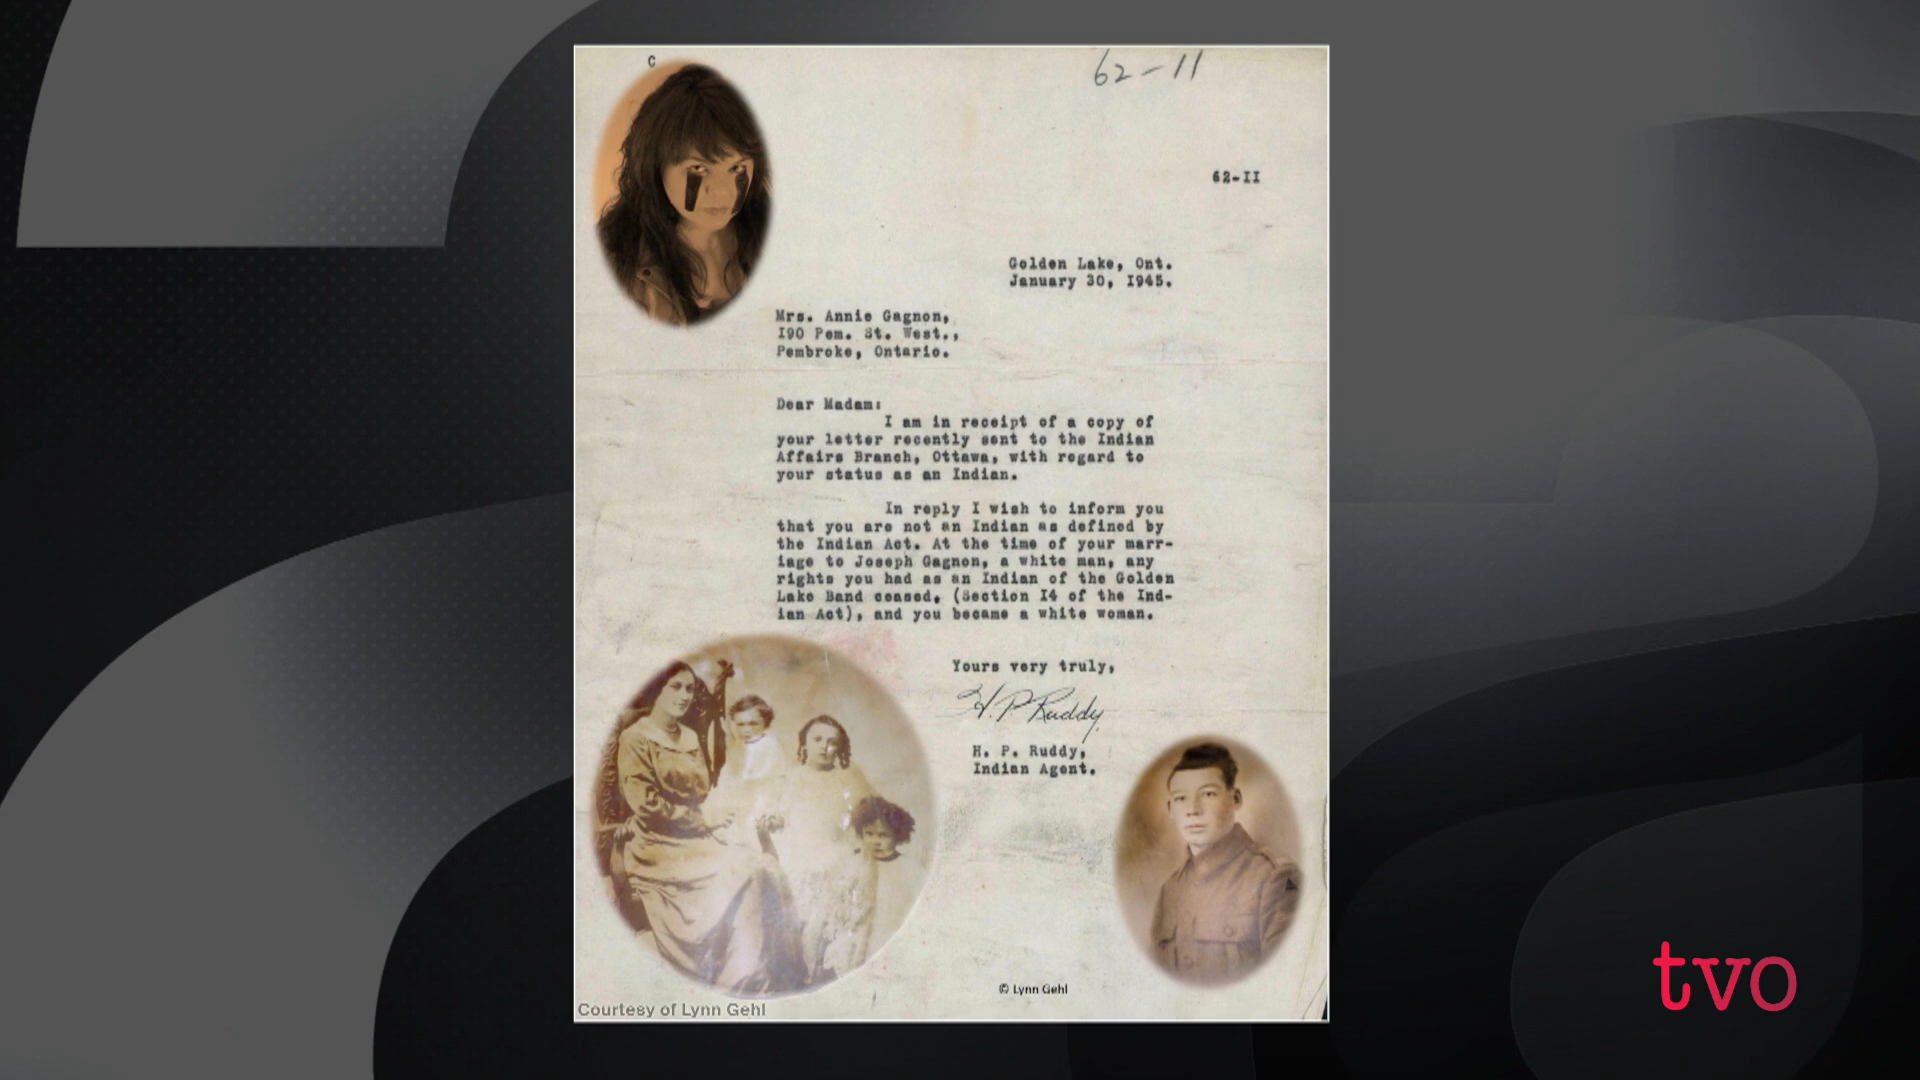 C
62-11
62-II
Golden Lake, Ont.
January 30, I945.
Mrs. Annie Gagnon,
I90 Pem. St. West.,
Pembroke, Ontario.
Dear Madam:
I am in receipt of a copy of
your letter recently sent to the Indian
Affairs Branch, Ottawa, with regard to
your status as an Indian.
In reply I wish to inform you
that you are not an Indian as defined by
the Indian Act. At the time of your marr-
iage to Joseph Gagnon, a white man, any
rights you had as an Indian of the Golden
Lake Band ceased, (Section I4 of the Ind-
ian Act), and you became a white woman.
Yours very truly,
H. P. Ruddy
H. P. Ruddy,
Indian Agent.
© Lynn Gehl
Courtesy of Lynn Gehl
tvo